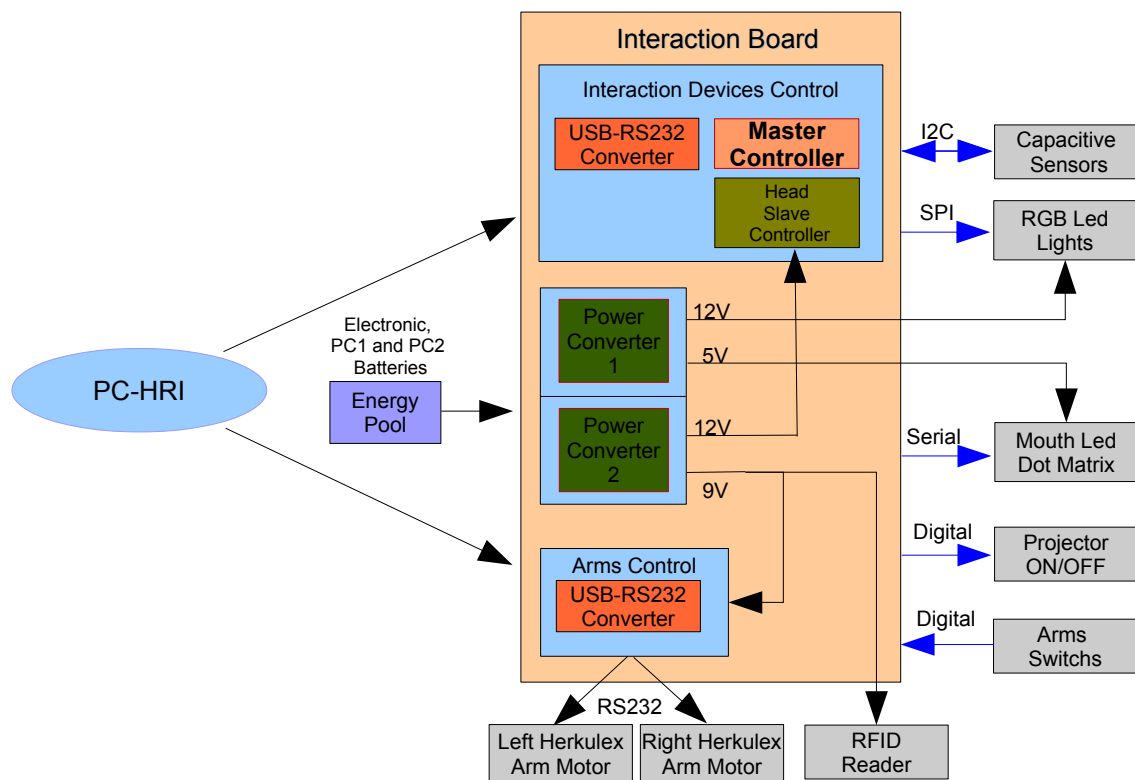 Interaction Board
Interaction Devices Control
USB-RS232
Converter
Master
Controller
Head
Slave
Controller
I2C
Capacitive
Sensors
SPI
RGB Led
Lights
Electronic,
PC1 and PC2
Batteries
Energy
Pool
PC-HRI
Power
Converter
1
12V
5V
Power
Converter
2
12V
9V
Serial
Mouth Led
Dot Matrix
Digital
Projector
ON/OFF
Digital
Arms
Switchs
Arms Control
USB-RS232
Converter
RS232
Left Herkulex
Arm Motor
Right Herkulex
Arm Motor
RFID
Reader